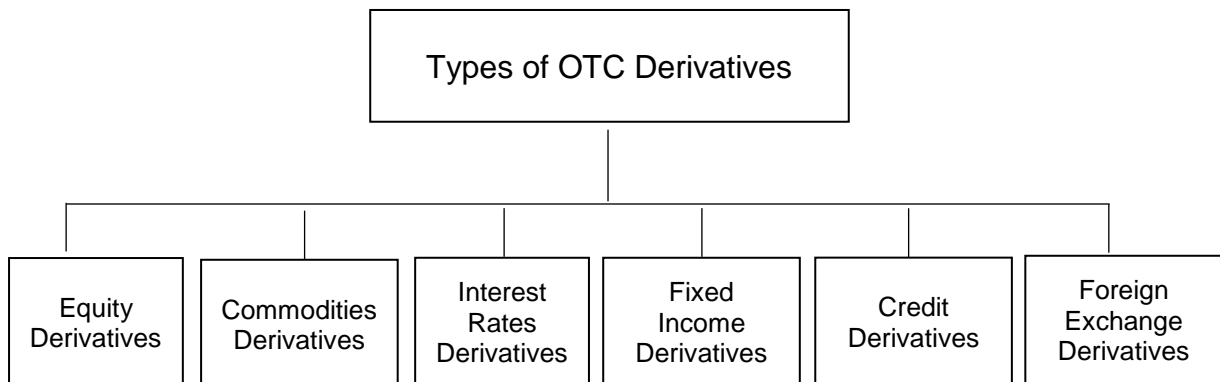 Types of OTC Derivatives
Equity
Derivatives
Commodities
Derivatives
Interest
Rates
Derivatives
Fixed
Income
Derivatives
Credit
Derivatives
Foreign
Exchange
Derivatives